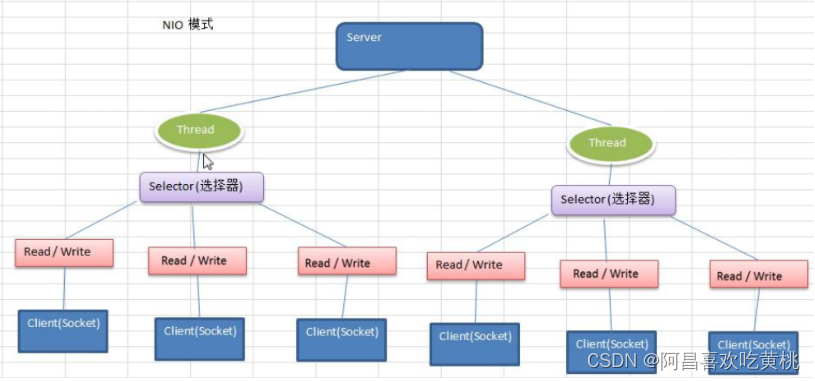 NIO 模式
Server
Thread
Thread
Selector(选择器)
Selector(选择器)
Read / Write
Read / Write
Read / Write
Read / Write
Read / Write
Read / Write
Client(Socket)
Client(Socket)
Client(Socket)
Client(Socket)
Client(Socket)
Client(Socket)
CSDN @阿昌喜欢吃黄桃